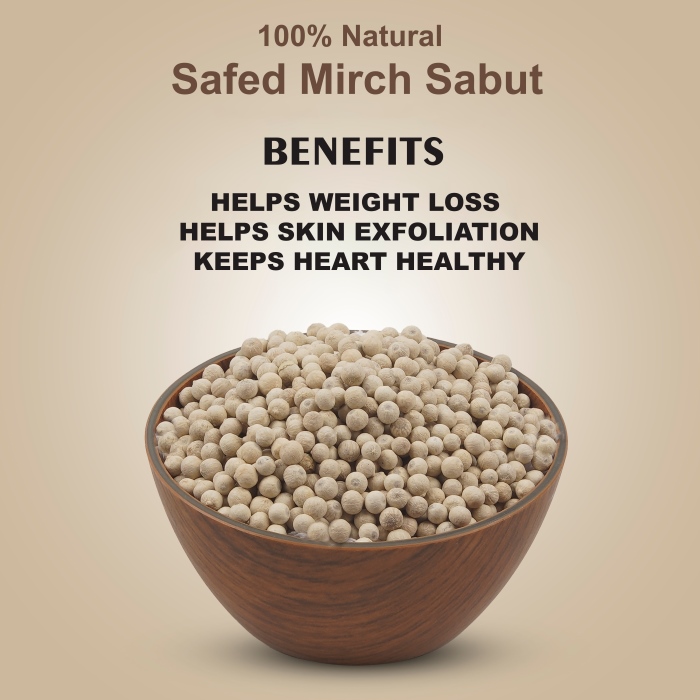 100% Natural
Safed Mirch Sabut
BENEFITS
HELPS WEIGHT LOSS
HELPS SKIN EXFOLIATION
KEEPS HEART HEALTHY